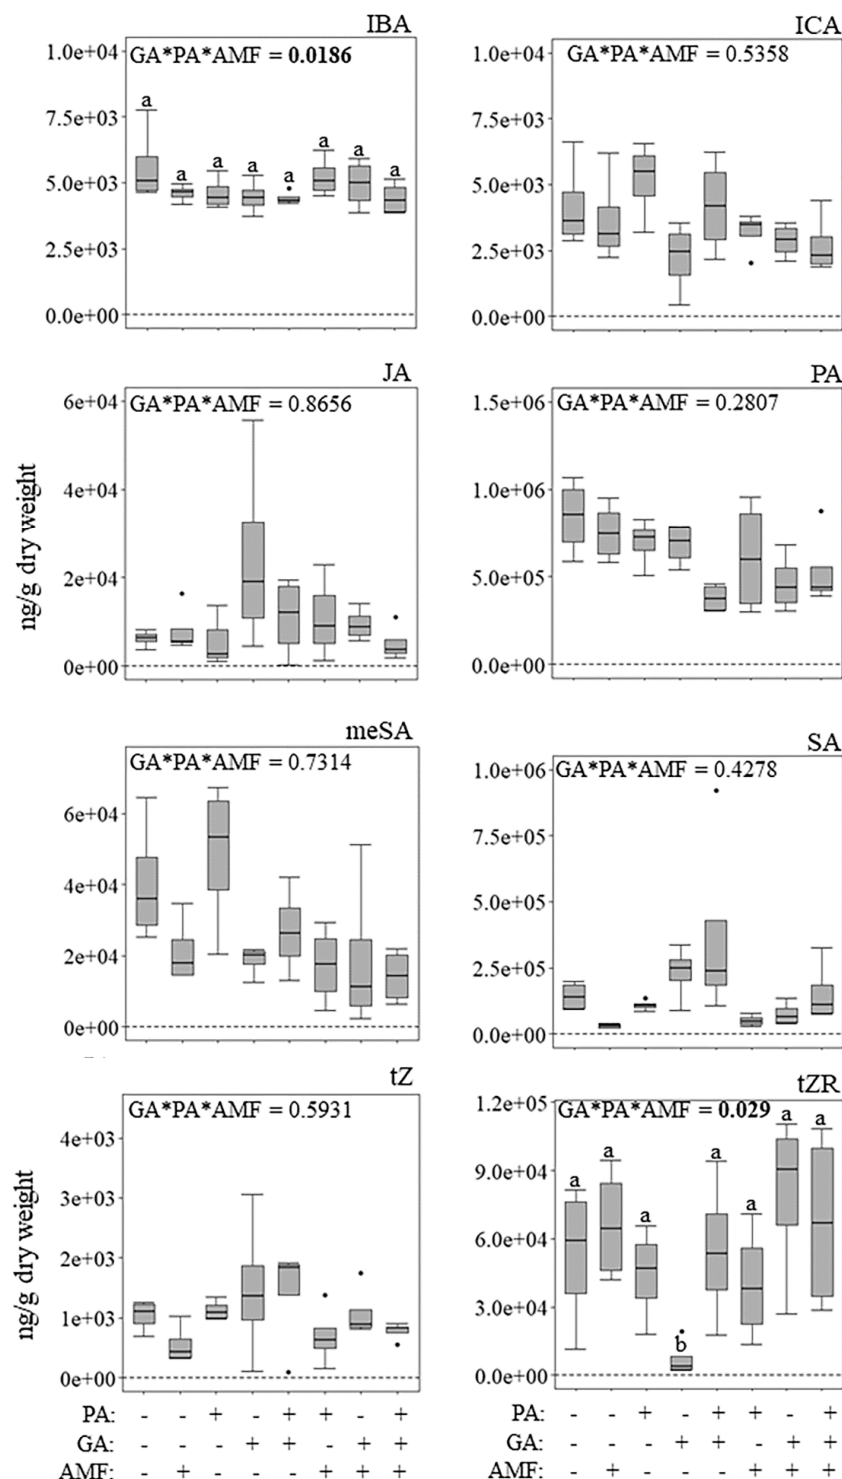 IBA
GA*PA*AMF = 0.0186
1.0e+04
7.5e+03
5.0e+03
2.5e+03
0.0e+00
a a a a a a a a
ICA
GA*PA*AMF = 0.5358
1.0e+04
7.5e+03
5.0e+03
2.5e+03
0.0e+00
JA
GA*PA*AMF = 0.8656
6e+04
4e+04
2e+04
0e+00
ng/g dry weight
PA
GA*PA*AMF = 0.2807
1.5e+06
1.0e+06
5.0e+05
0.0e+00
meSA
GA*PA*AMF = 0.7314
6e+04
4e+04
2e+04
0e+00
SA
GA*PA*AMF = 0.4278
1.0e+06
7.5e+05
5.0e+05
2.5e+05
0.0e+00
tZ
GA*PA*AMF = 0.5931
4e+03
3e+03
2e+03
1e+03
0e+00
ng/g dry weight
tZR
GA*PA*AMF = 0.029
1.2e+05
9.0e+04
6.0e+04
3.0e+04
0.0e+00
a a a b a a a a
PA: - - + - + + - +
GA: - - - + + - + +
AMF: - + - - - + + +
PA: - - + - + + - +
GA: - - - + + - + +
AMF: - + - - - + + +